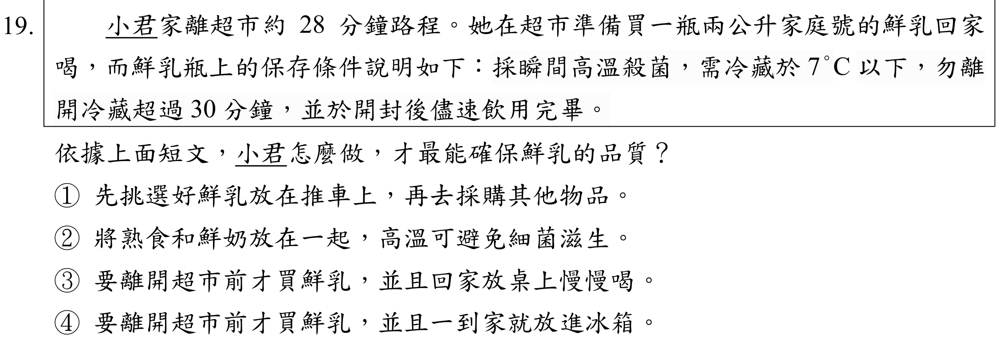 19. 小君家離超市約 28 分鐘路程。她在超市準備買一瓶兩公升家庭號的鮮乳回家
喝，而鮮乳瓶上的保存條件說明如下：採瞬間高溫殺菌，需冷藏於 7°C 以下，勿離
開冷藏超過 30 分鐘，並於開封後儘速飲用完畢。
依據上面短文，小君怎麼做，才最能確保鮮乳的品質？
① 先挑選好鮮乳放在推車上，再去採購其他物品。
② 將熟食和鮮奶放在一起，高溫可避免細菌滋生。
③ 要離開超市前才買鮮乳，並且回家放桌上慢慢喝。
④ 要離開超市前才買鮮乳，並且一到家就放進冰箱。